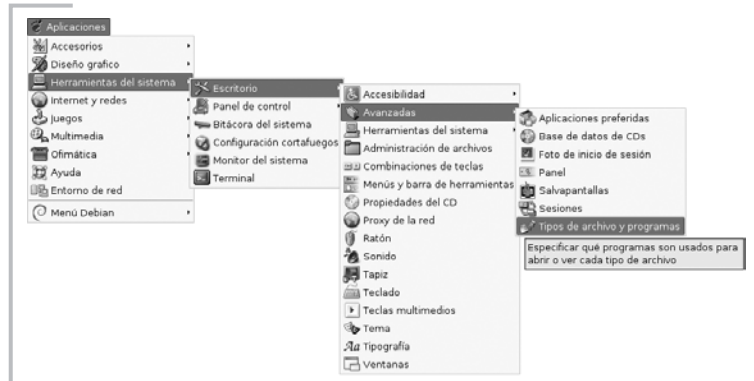 Aplicaciones
Accesorios
Diseño grafico
Herramientas del sistema
Internet y redes
Juegos
Multimedia
Ofimática
Ayuda
Entorno de red
Menú Debian
Escritorio
Panel de control
Bitácora del sistema
Configuración cortafuegos
Monitor del sistema
Terminal
Accesibilidad
Avanzadas
Herramientas del sistema
Administración de archivos
Combinaciones de teclas
Menús y barra de herramientas
Propiedades del CD
Proxy de la red
Ratón
Sonido
Tapiz
Teclado
Teclas multimedios
Tema
Tipografía
Ventanas
Aplicaciones preferidas
Base de datos de CDs
Foto de inicio de sesión
Panel
Salvapantallas
Sesiones
Tipos de archivo y programas
Especificar qué programas son usados para
abrir o ver cada tipo de archivo